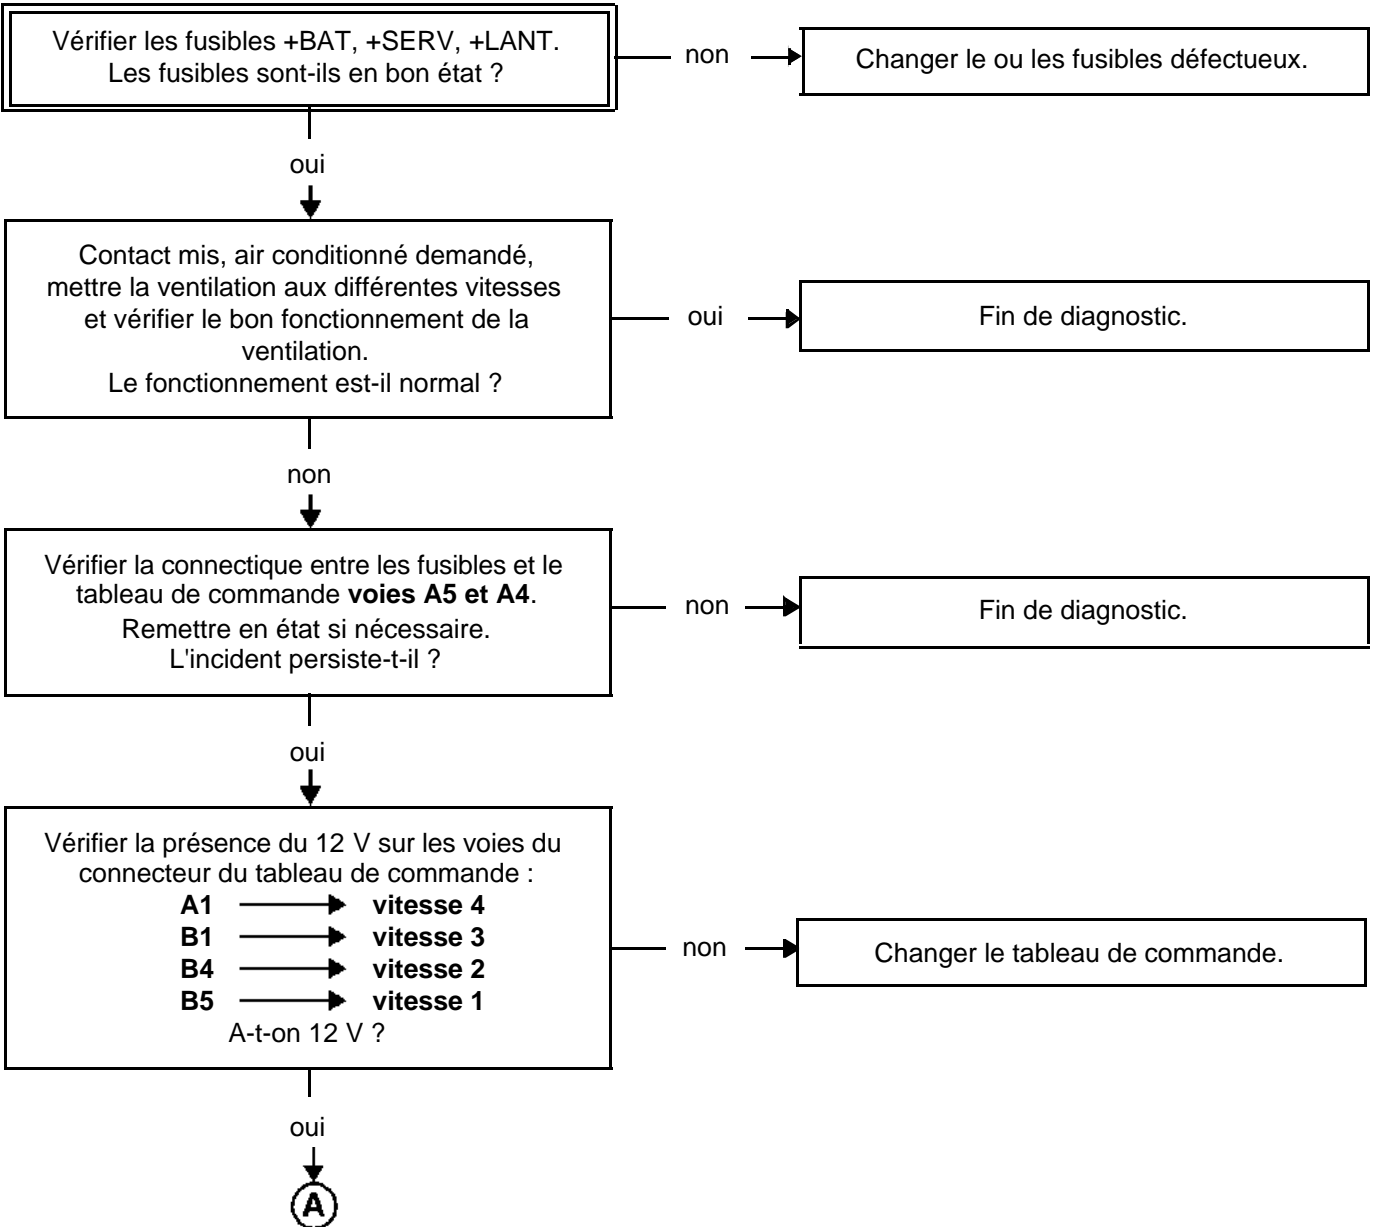 Vérifier les fusibles +BAT, +SERV, +LANT.
Les fusibles sont-ils en bon état ?
non
Changer le ou les fusibles défectueux.
oui
Contact mis, air conditionné demandé,
mettre la ventilation aux différentes vitesses
et vérifier le bon fonctionnement de la
ventilation.
Le fonctionnement est-il normal ?
oui
Fin de diagnostic.
non
Vérifier la connectique entre les fusibles et le
tableau de commande voies A5 et A4.
Remettre en état si nécessaire.
L'incident persiste-t-il ?
non
Fin de diagnostic.
oui
Vérifier la présence du 12 V sur les voies du
connecteur du tableau de commande :
A1 vitesse 4
B1 vitesse 3
B4 vitesse 2
B5 vitesse 1
A-t-on 12 V ?
non
Changer le tableau de commande.
oui
A